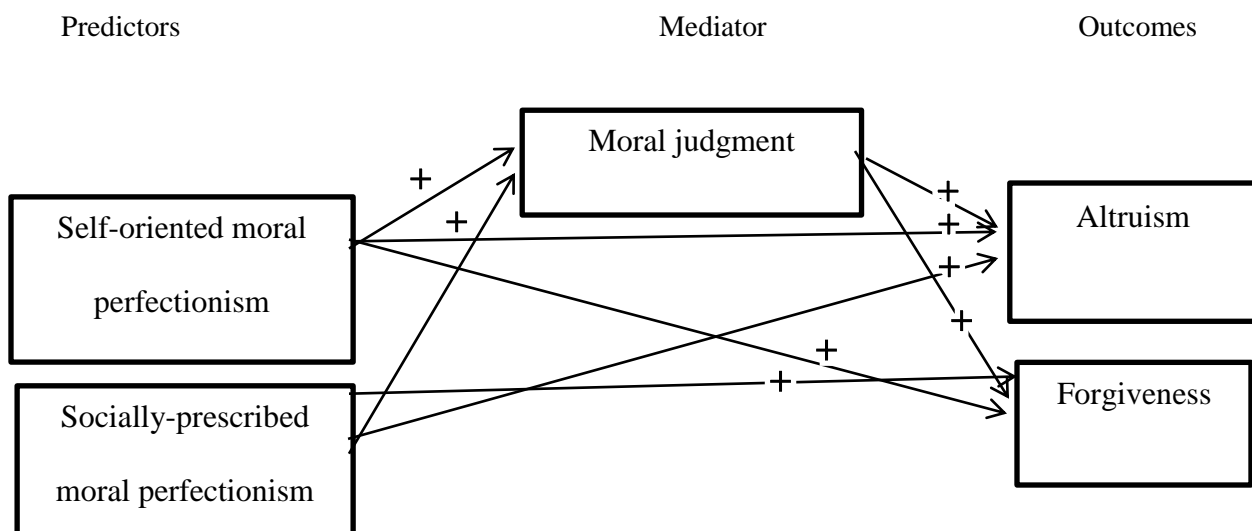 Predictors
Mediator
Outcomes
Moral judgment
Self-oriented moral
perfectionism
Altruism
Socially-prescribed
moral perfectionism
Forgiveness
+
+
+
+
+
+
+
+